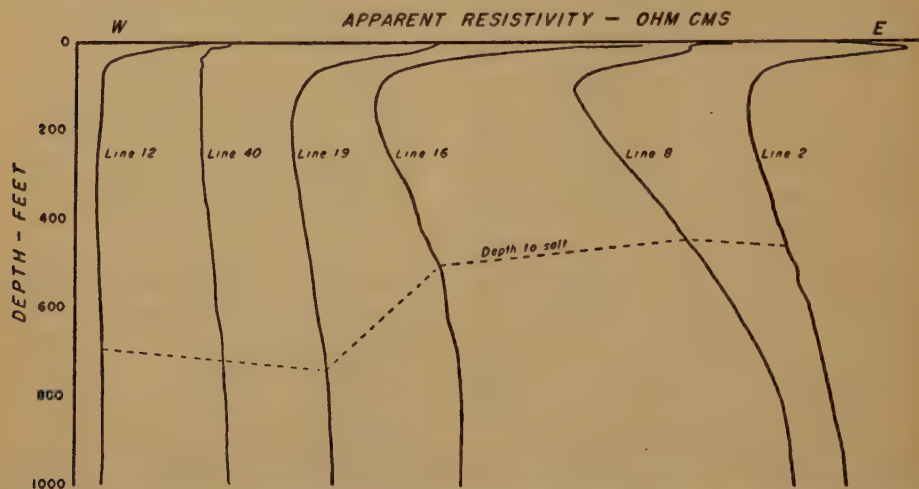 APPARENT RESISTIVITY – OHM CMS
W
E
0
200
400
600
800
1000
DEPTH – FEET
Line 12
Line 40
Line 19
Line 16
Line 8
Line 2
Depth to salt